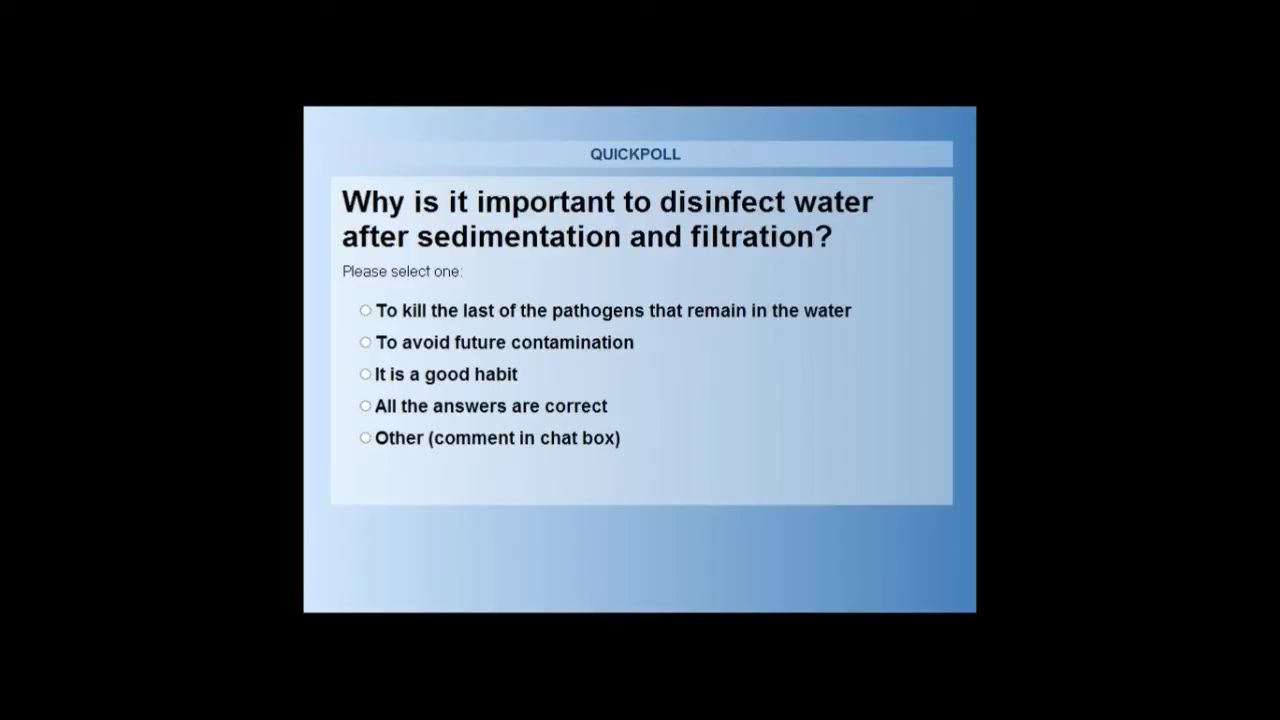 QUICKPOLL
Why is it important to disinfect water
after sedimentation and filtration?
Please select one:
To kill the last of the pathogens that remain in the water
To avoid future contamination
It is a good habit
All the answers are correct
Other (comment in chat box)